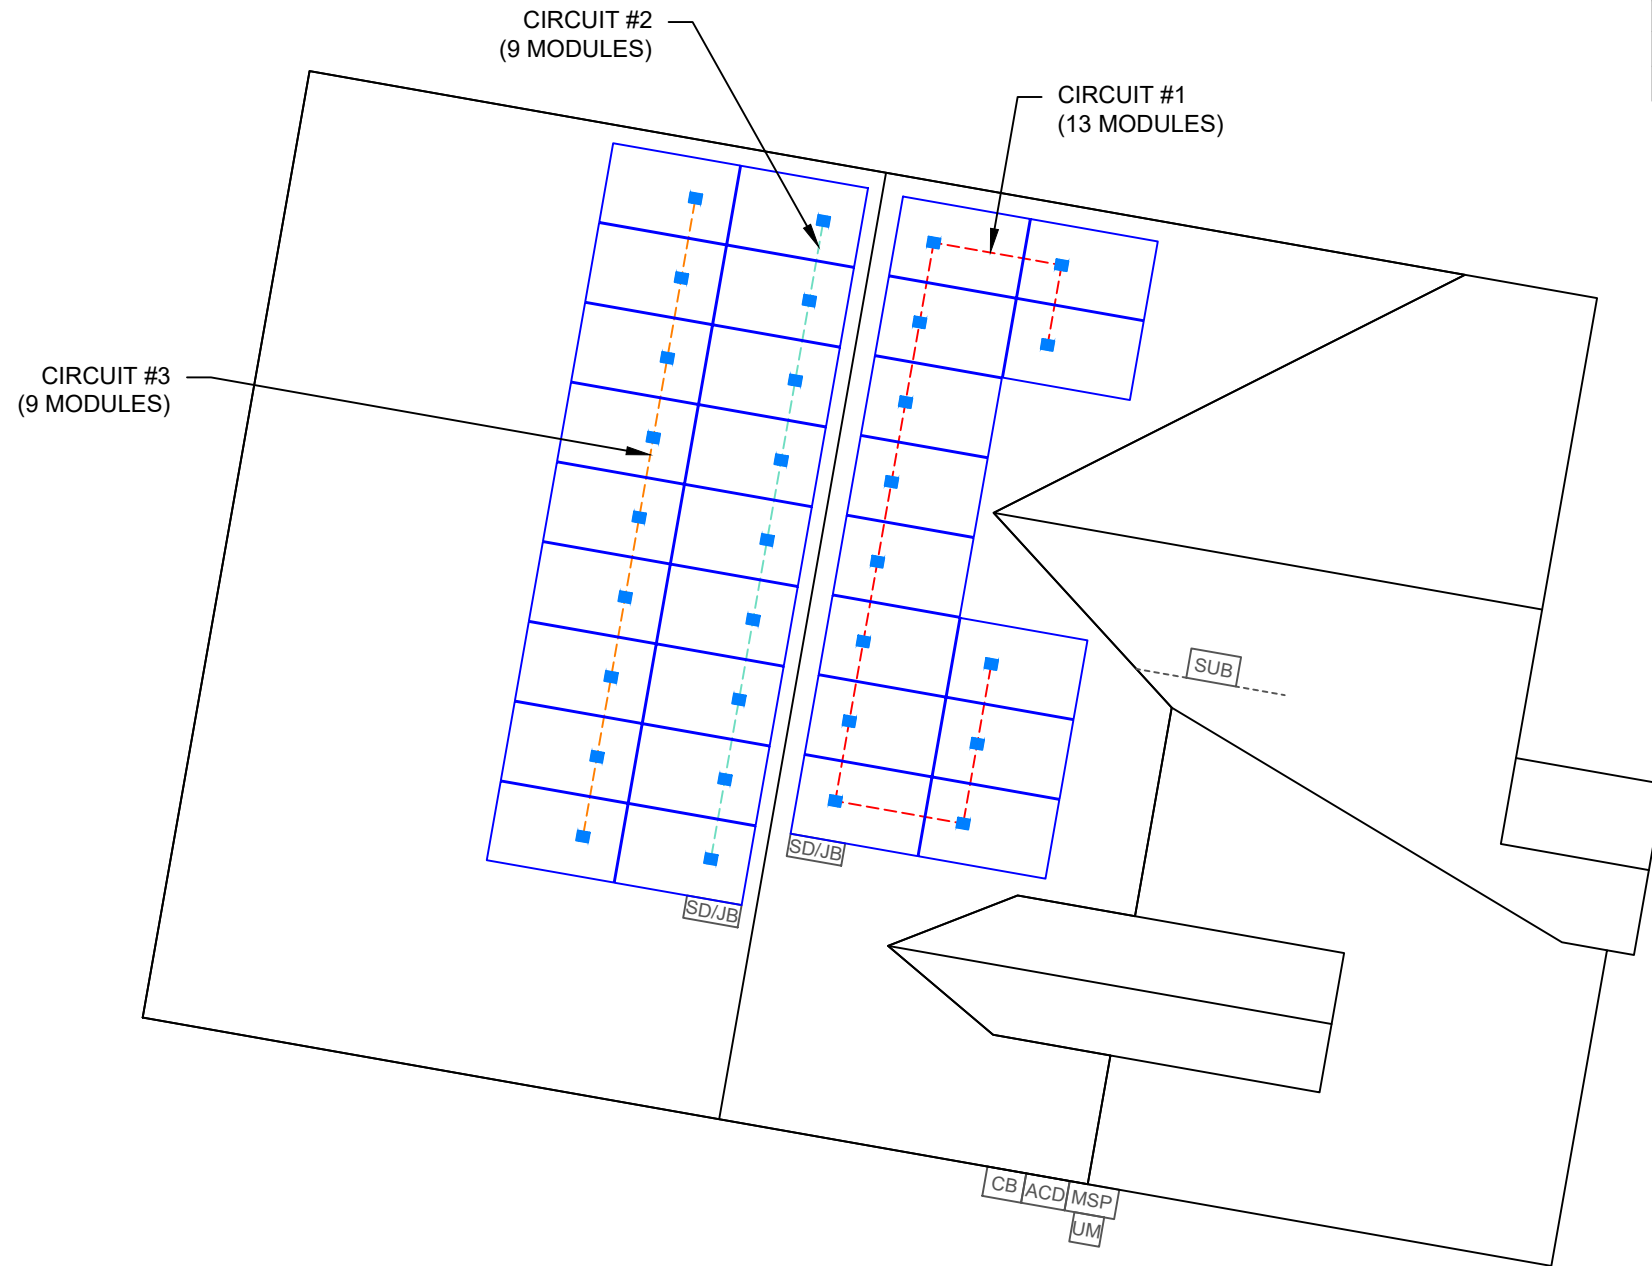 CIRCUIT #2
(9 MODULES)
CIRCUIT #1
(13 MODULES)
CIRCUIT #3
(9 MODULES)
SUB
SD/JB
SD/JB
CB
ACD
MSP
UM